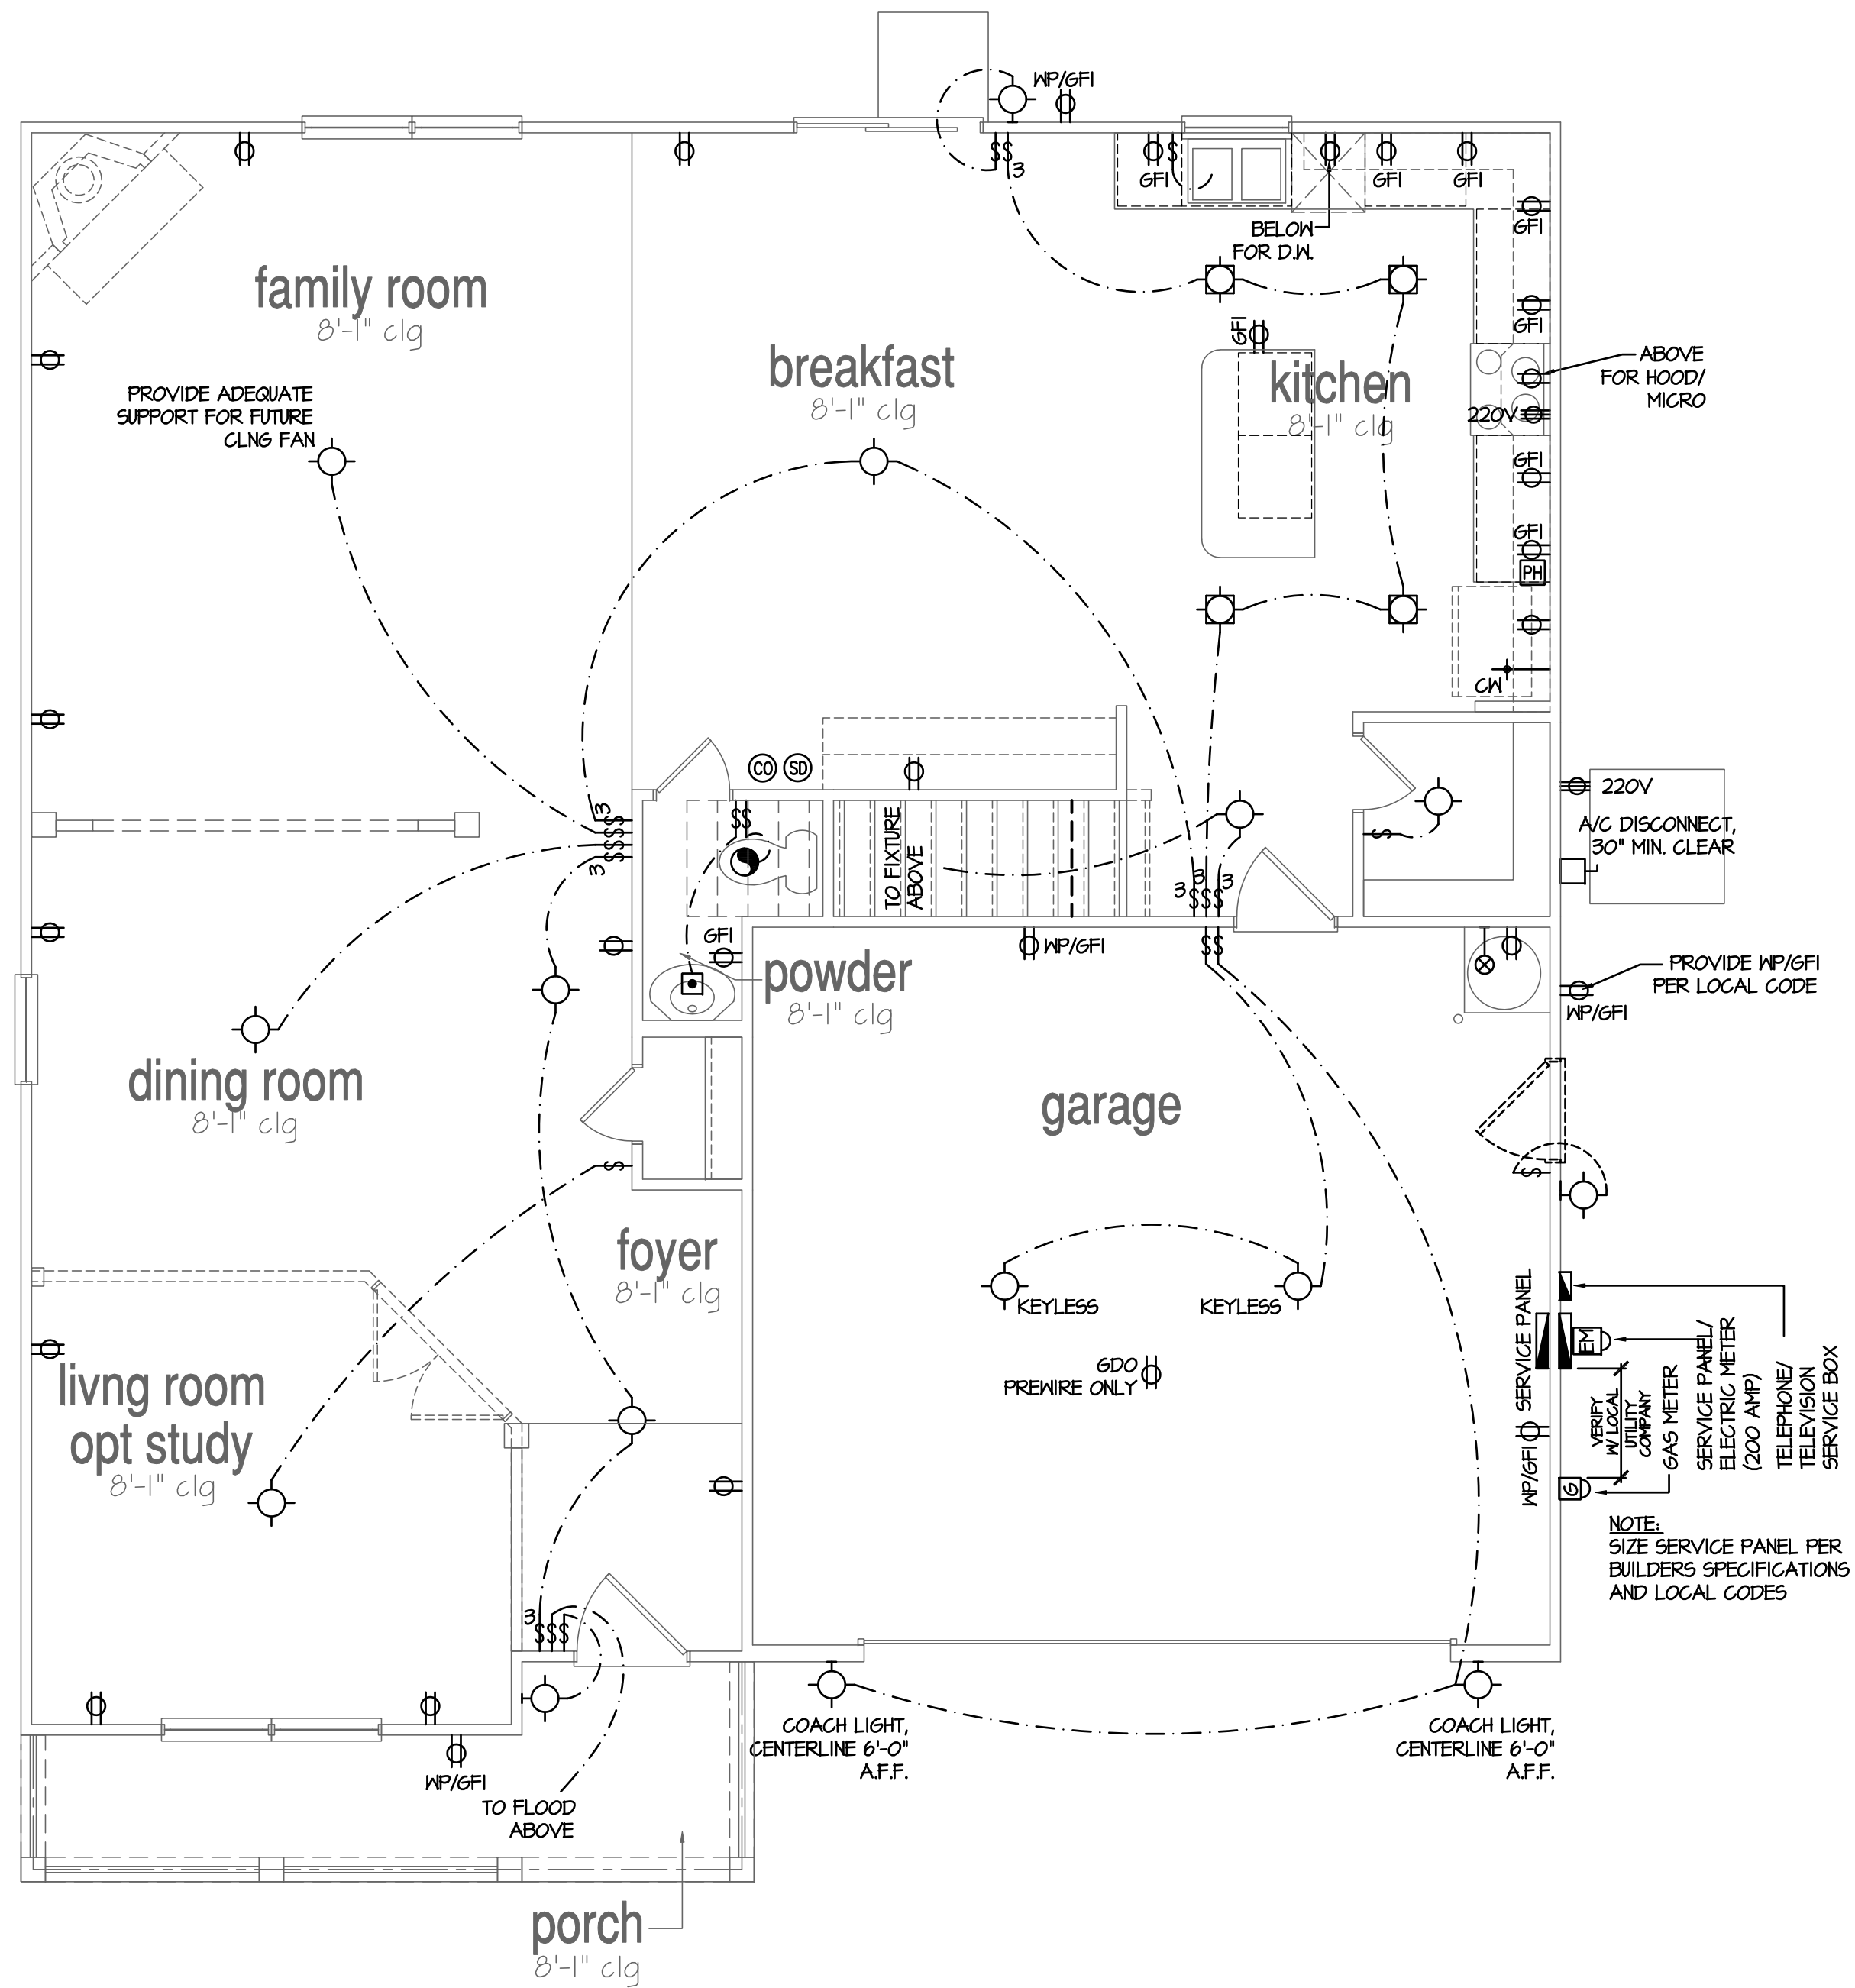 WP/GFI
$$
3
GFI
$
GFI
GFI
BELOW
FOR D.W.
GFI
family room
8'-1" clg
GFI
GFI
breakfast
8'-1" clg
kitchen
8'-1" clg
ABOVE
FOR HOOD/
MICRO
220V
PROVIDE ADEQUATE
SUPPORT FOR FUTURE
CLNG FAN
GFI
GFI
PH
CW
CO
SD
220V
A/C DISCONNECT,
30" MIN. CLEAR
3
$$$$
3
$$
TO FIXTURE
ABOVE
$
3
3
3
$$$
GFI
$$
WP/GFI
powder
8'-1" clg
PROVIDE WP/GFI
PER LOCAL CODE
WP/GFI
dining room
8'-1" clg
garage
$
$
foyer
8'-1" clg
KEYLESS
KEYLESS
GDO
PREWIRE ONLY
livng room
opt study
8'-1" clg
SERVICE PANEL
EM
WP/GFI
VERIFY
W/ LOCAL
UTILITY
COMPANY
GAS METER
SERVICE PANEL/
ELECTRIC METER
(200 AMP)
TELEPHONE/
TELEVISION
SERVICE BOX
G
NOTE:
SIZE SERVICE PANEL PER
BUILDERS SPECIFICATIONS
AND LOCAL CODES
3
$$$
COACH LIGHT,
CENTERLINE 6'-0"
A.F.F.
COACH LIGHT,
CENTERLINE 6'-0"
A.F.F.
WP/GFI
TO FLOOD
ABOVE
porch
8'-1" clg